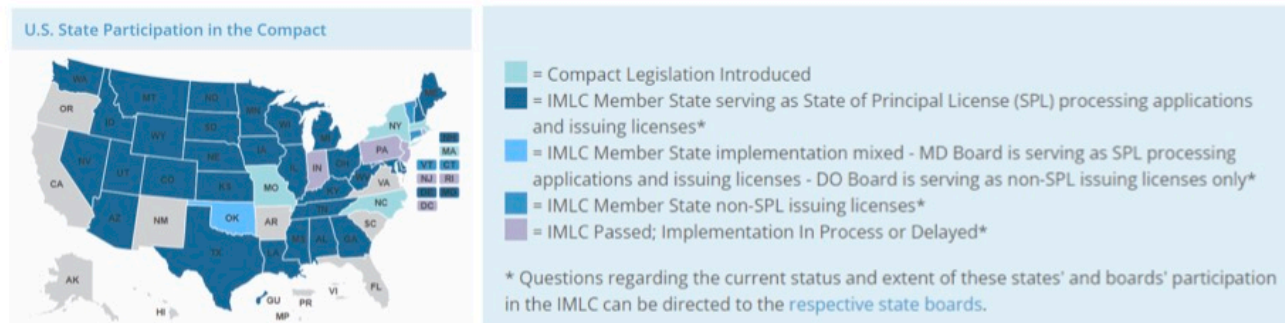 U.S. State Participation in the Compact
WA
OR
CA
NV
ID
MT
WY
UT
CO
AZ
NM
ND
SD
NE
KS
OK
TX
MN
IA
MO
AR
LA
WI
IL
IN
MI
OH
KY
TN
MS
AL
GA
FL
SC
NC
VA
WV
PA
NY
ME
NH
MA
VT CT
NJ RI
DE MD
DC
AK
HI
GU
PR
VI
MP
= Compact Legislation Introduced
= IMLC Member State serving as State of Principal License (SPL) processing applications
and issuing licenses*
= IMLC Member State implementation mixed - MD Board is serving as SPL processing
applications and issuing licenses - DO Board is serving as non-SPL issuing licenses only*
= IMLC Member State non-SPL issuing licenses*
= IMLC Passed; Implementation In Process or Delayed*
* Questions regarding the current status and extent of these states' and boards' participation
in the IMLC can be directed to the respective state boards.